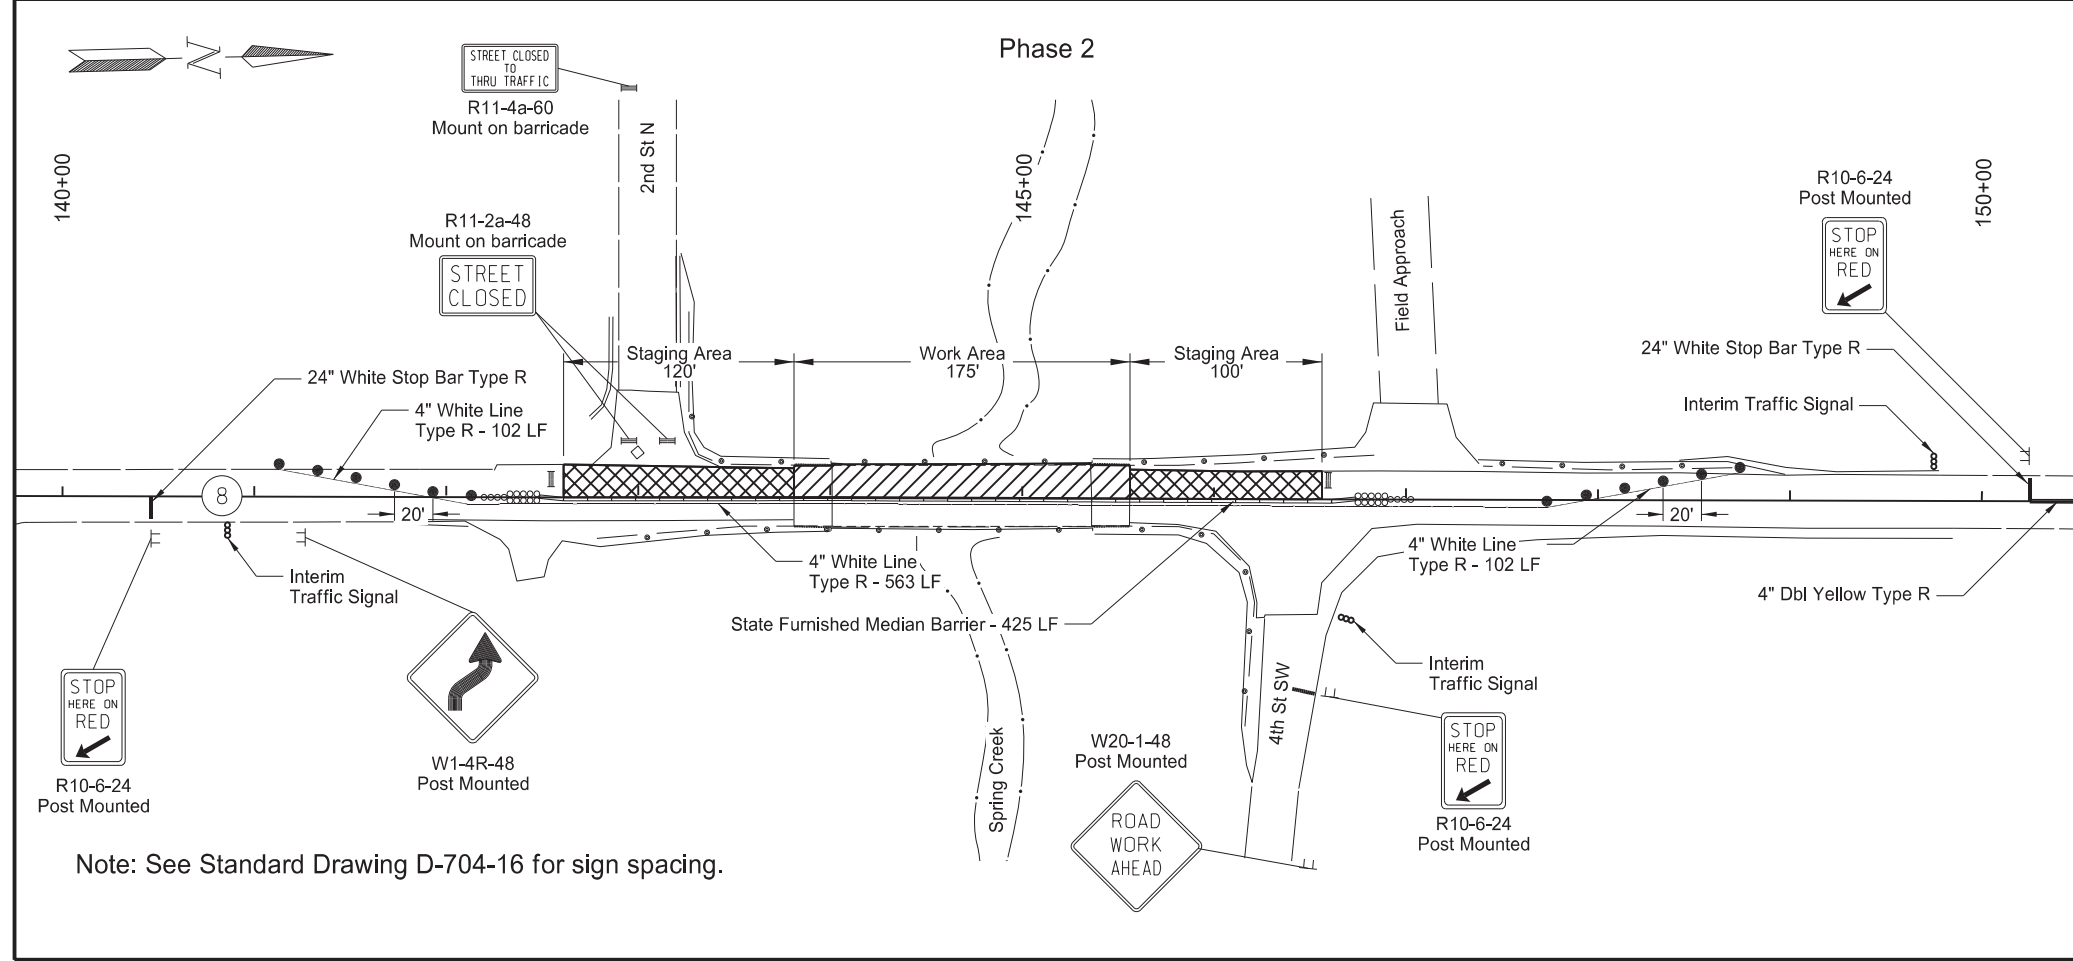 Phase 2
N
STREET CLOSED
TO
THRU TRAFFIC
R11-4a-60
Mount on barricade
2nd St N
140+00
145+00
150+00
R10-6-24
Post Mounted
STOP
HERE ON
RED
R11-2a-48
Mount on barricade
STREET
CLOSED
Field Approach
Staging Area
120'
Work Area
175'
Staging Area
100'
24" White Stop Bar Type R
24" White Stop Bar Type R
4" White Line
Type R - 102 LF
Interim Traffic Signal
8
20'
20'
4" White Line
Type R - 563 LF
4" White Line
Type R - 102 LF
Interim
Traffic Signal
4" Dbl Yellow Type R
State Furnished Median Barrier - 425 LF
Interim
Traffic Signal
STOP
HERE ON
RED
R10-6-24
Post Mounted
W1-4R-48
Post Mounted
Spring Creek
4th St SW
W20-1-48
Post Mounted
ROAD
WORK
AHEAD
STOP
HERE ON
RED
R10-6-24
Post Mounted
Note: See Standard Drawing D-704-16 for sign spacing.